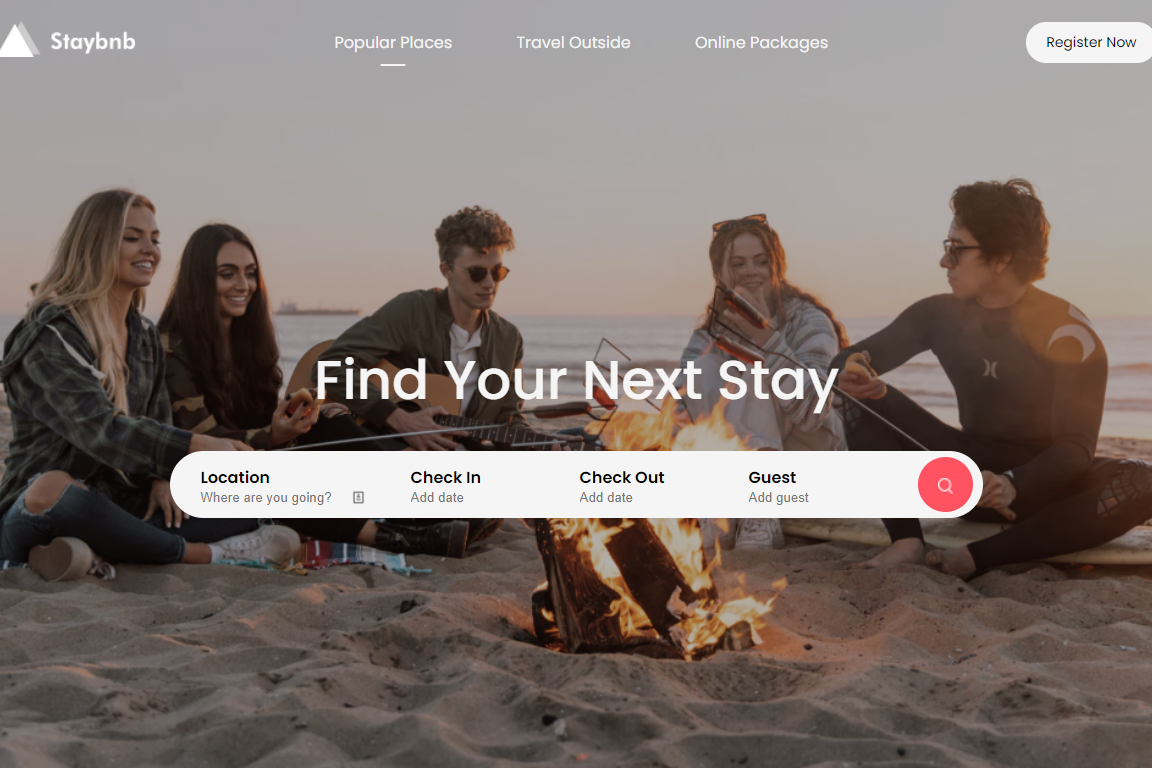 Staybnb
Popular Places
Travel Outside
Online Packages
Register Now
Find Your Next Stay
Location
Where are you going?
Check In
Add date
Check Out
Add date
Guest
Add guest